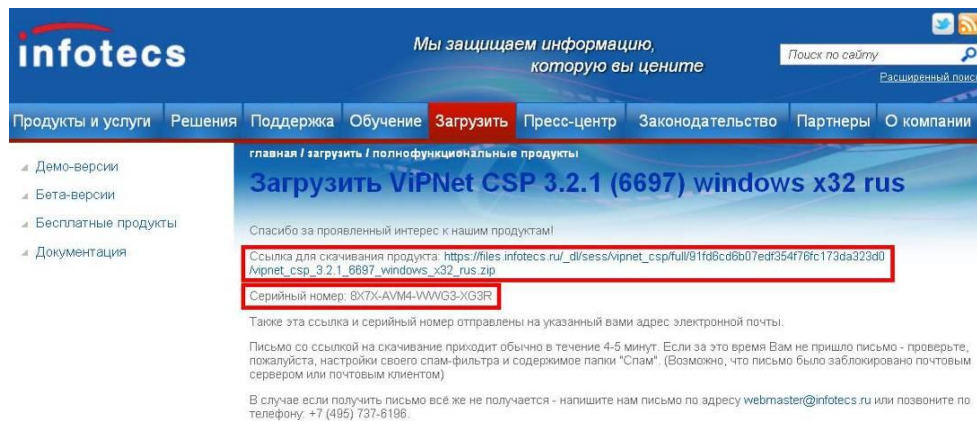 infotecs
Мы защищаем информацию,
которую вы цените
Поиск по сайту
Расширенный поиск
Продукты и услуги Решения Поддержка Обучение Загрузить Пресс-центр Законодательство Партнеры О компании
Демо-версии
Бета-версии
Бесплатные продукты
Документация
главная / загрузить / полнофункциональные продукты
Загрузить ViPNet CSP 3.2.1 (6697) windows x32 rus
Спасибо за проявленный интерес к нашим продуктам!
Ссылка для скачивания продукта: https://files.infotecs.ru/_dl/sess/vipnet_csp/full/91fd6cd6b07edf354f76fc173da323d0
/vipnet_csp_3.2.1_6697_windows_x32_rus.zip
Серийный номер: 8X7X-AVM4-WWG3-XG3R
Также эта ссылка и серийный номер отправлены на указанный вами адрес электронной почты.
Письмо со ссылкой на скачивание приходит обычно в течение 4-5 минут. Если за это время Вам не пришло письмо - проверьте,
пожалуйста, настройки своего спам-фильтра и содержимое папки "Спам". (Возможно, что письмо было заблокировано почтовым
сервером или почтовым клиентом)
В случае если получить письмо всё же не получается - напишите нам письмо по адресу webmaster@infotecs.ru или позвоните по
телефону: +7 (495) 737-6196.